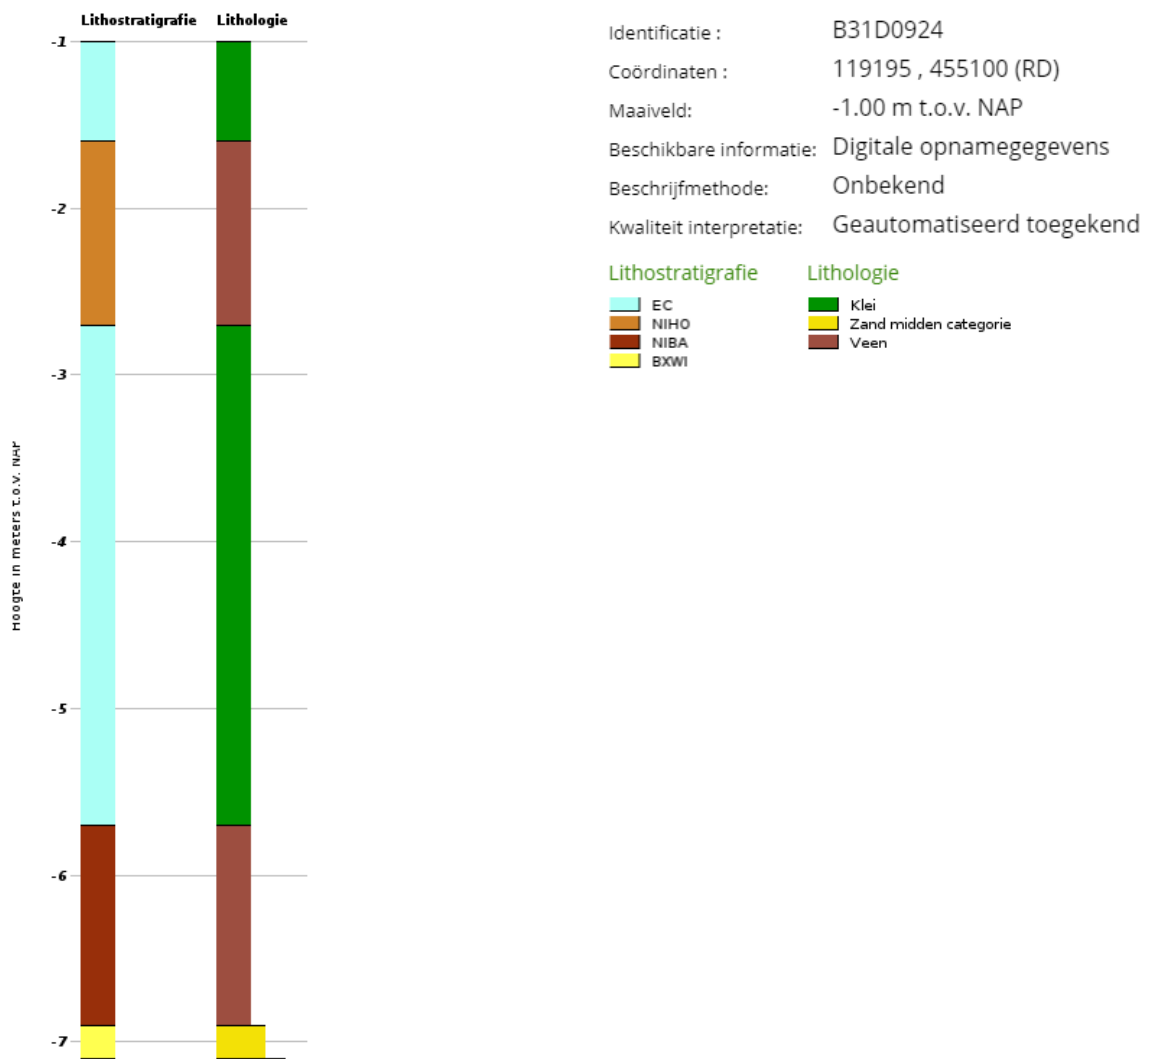 Lithostratigrafie Lithologie
-1
-2
-3
-4
-5
-6
-7
Hoogte in meters t.o.v. NAP
Identificatie : B31D0924
Coördinaten : 119195 , 455100 (RD)
Maaiveld: -1.00 m t.o.v. NAP
Beschikbare informatie: Digitale opnamegegevens
Beschrijfmethode: Onbekend
Kwaliteit interpretatie: Geautomatiseerd toegekend
Lithostratigrafie Lithologie
EC Klei
NIHO Zand midden categorie
NIBA Veen
BXWI